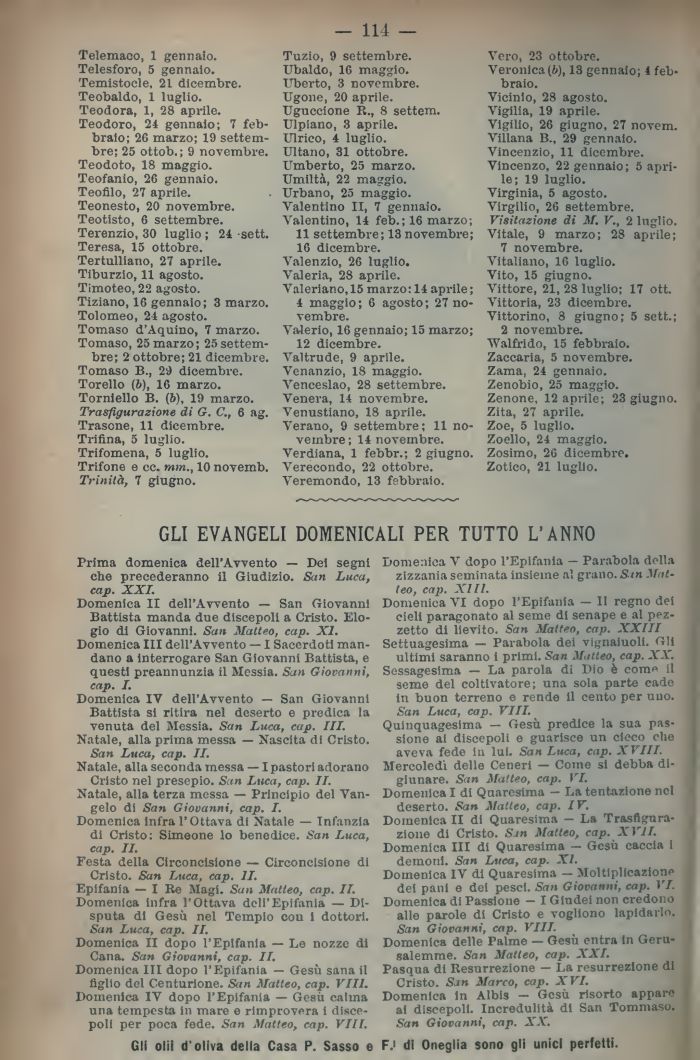 — 114 —
Telemaco, 1 gennaio.
Telesforo, 5 gennaio.
Temistocle, 21 dicembre.
Teobaldo, 1 luglio.
Teodora, 1, 28 aprile.
Teodoro, 24 gennaio; 7 feb-
braio; 26 marzo; 19 settem-
bre; 25 ottob.; 9 novembre.
Teodoto, 18 maggio.
Teofanio, 26 gennaio.
Teofilo, 27 aprile.
Teonesto, 20 novembre.
Teotisto, 6 settembre.
Terenzio, 30 luglio; 24 sett.
Teresa, 15 ottobre.
Tertulliano, 27 aprile.
Tiburzio, 11 agosto.
Timoteo, 22 agosto.
Tiziano, 16 gennaio; 3 marzo.
Tolomeo, 24 agosto.
Tomaso d'Aquino, 7 marzo.
Tomaso, 25 marzo; 25 settem-
bre; 2 ottobre; 21 dicembre.
Tomaso B., 29 dicembre.
Torello (b), 16 marzo.
Torniello B. (b), 19 marzo.
Trasfigurazione di G. C., 6 ag.
Trasone, 11 dicembre.
Trifina, 5 luglio.
Trifomena, 5 luglio.
Trifone e cc. mm., 10 novemb.
Trinità, 7 giugno.
Tuzio, 9 settembre.
Ubaldo, 16 maggio.
Uberto, 3 novembre.
Ugone, 20 aprile.
Uguccione R., 8 settem.
Ulpiano, 3 aprile.
Ulrico, 4 luglio.
Ultano, 31 ottobre.
Umberto, 25 marzo.
Umiltà, 22 maggio.
Urbano, 25 maggio.
Valentino II, 7 gennaio.
Valentino, 14 feb.; 16 marzo;
11 settembre; 13 novembre;
16 dicembre.
Valenzio, 26 luglio.
Valeria, 28 aprile.
Valeriano, 15 marzo: 14 aprile;
4 maggio; 6 agosto; 27 no-
vembre.
Valerio, 16 gennaio; 15 marzo;
12 dicembre.
Valtrude, 9 aprile.
Venanzio, 18 maggio.
Venceslao, 28 settembre.
Venera, 14 novembre.
Venustiano, 18 aprile.
Verano, 9 settembre; 11 no-
vembre; 14 novembre.
Verdiana, 1 febbr.; 2 giugno.
Verecondo, 22 ottobre.
Veremondo, 13 febbraio.
Vero, 23 ottobre.
Veronica (b), 13 gennaio; 4 feb-
braio.
Vicinio, 28 agosto.
Vigilia, 19 aprile.
Vigilio, 26 giugno, 27 novem.
Villana B., 29 gennaio.
Vincenzio, 11 dicembre.
Vincenzo, 22 gennaio; 5 apri-
le; 19 luglio.
Virginia, 5 agosto.
Virgilio, 26 settembre.
Visitazione di M. V., 2 luglio.
Vitale, 9 marzo; 28 aprile;
7 novembre.
Vitaliano, 16 luglio.
Vito, 15 giugno.
Vittore, 21, 28 luglio; 17 ott.
Vittoria, 23 dicembre.
Vittorino, 8 giugno; 5 sett.;
2 novembre.
Walfrido, 15 febbraio.
Zaccaria, 5 novembre.
Zama, 24 gennaio.
Zenobio, 25 maggio.
Zenone, 12 aprile; 23 giugno.
Zita, 27 aprile.
Zoe, 5 luglio.
Zoello, 24 maggio.
Zosimo, 26 dicembre.
Zotico, 21 luglio.
GLI EVANGELI DOMENICALI PER TUTTO L'ANNO
Prima domenica dell'Avvento — Dei segni
che precederanno il Giudizio. San Luca,
cap. XXI.
Domenica II dell'Avvento — San Giovanni
Battista manda due discepoli a Cristo. Elo-
gio di Giovanni. San Matteo, cap. XI.
Domenica III dell'Avvento — I Sacerdoti man-
dano a interrogare San Giovanni Battista, e
questi preannunzia il Messia. San Giovanni,
cap. I.
Domenica IV dell'Avvento — San Giovanni
Battista si ritira nel deserto e predica la
venuta del Messia. San Luca, cap. III.
Natale, alla prima messa — Nascita di Cristo.
San Luca, cap. II.
Natale, alla seconda messa — I pastori adorano
Cristo nel presepio. San Luca, cap. II.
Natale, alla terza messa — Principio del Van-
gelo di San Giovanni, cap. I.
Domenica infra l'Ottava di Natale — Infanzia
di Cristo: Simeone lo benedice. San Luca,
cap. II.
Festa della Circoncisione — Circoncisione di
Cristo. San Luca, cap. II.
Epifania — I Re Magi. San Matteo, cap. II.
Domenica infra l'Ottava dell'Epifania — Di-
sputa di Gesù nel Tempio con i dottori.
San Luca, cap. II.
Domenica II dopo l'Epifania — Le nozze di
Cana. San Giovanni, cap. II.
Domenica III dopo l'Epifania — Gesù sana il
figlio del Centurione. San Matteo, cap. VIII.
Domenica IV dopo l'Epifania — Gesù calma
una tempesta in mare e rimprovera i disce-
poli per poca fede. San Matteo, cap. VIII.
Domenica V dopo l'Epifania — Parabola della
zizzania seminata insieme al grano. San Mat-
teo, cap. XIII.
Domenica VI dopo l'Epifania — Il regno dei
cieli paragonato al seme di senape e al pez-
zetto di lievito. San Matteo, cap. XXIII
Settuagesima — Parabola dei vignaiuoli. Gli
ultimi saranno i primi. San Matteo, cap. XX.
Sessagesima — La parola di Dio è come il
seme del coltivatore; una sola parte cade
in buon terreno e rende il cento per uno.
San Luca, cap. VIII.
Quinquagesima — Gesù predice la sua pas-
sione ai discepoli e guarisce un cieco che
aveva fede in lui. San Luca, cap. XVIII.
Mercoledì delle Ceneri — Come si debba di-
giunare. San Matteo, cap. VI.
Domenica I di Quaresima — La tentazione nel
deserto. San Matteo, cap. IV.
Domenica II di Quaresima — La Trasfigura-
zione di Cristo. San Matteo, cap. XVII.
Domenica III di Quaresima — Gesù caccia i
demoni. San Luca, cap. XI.
Domenica IV di Quaresima — Moltiplicazione
dei pani e dei pesci. San Giovanni, cap. VI.
Domenica di Passione — I Giudei non credono
alle parole di Cristo e vogliono lapidarlo.
San Giovanni, cap. VIII.
Domenica delle Palme — Gesù entra in Geru-
salemme. San Matteo, cap. XXI.
Pasqua di Resurrezione — La resurrezione di
Cristo. San Marco, cap. XVI.
Domenica in Albis — Gesù risorto appare
ai discepoli. Incredulità di San Tommaso.
San Giovanni, cap. XX.
Gli olii d'oliva della Casa P. Sasso e F.i di Oneglia sono gli unici perfetti.